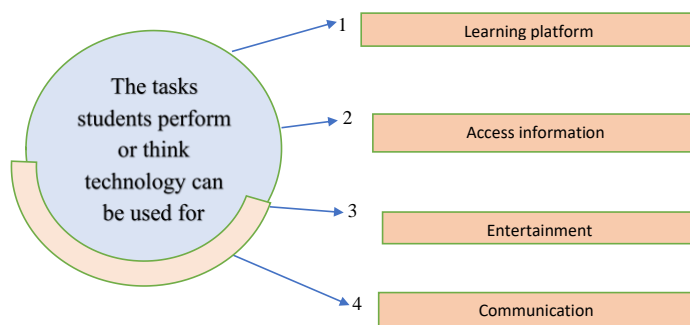 The tasks
students perform
or think
technology can
be used for
1
Learning platform
2
Access information
3
Entertainment
4
Communication